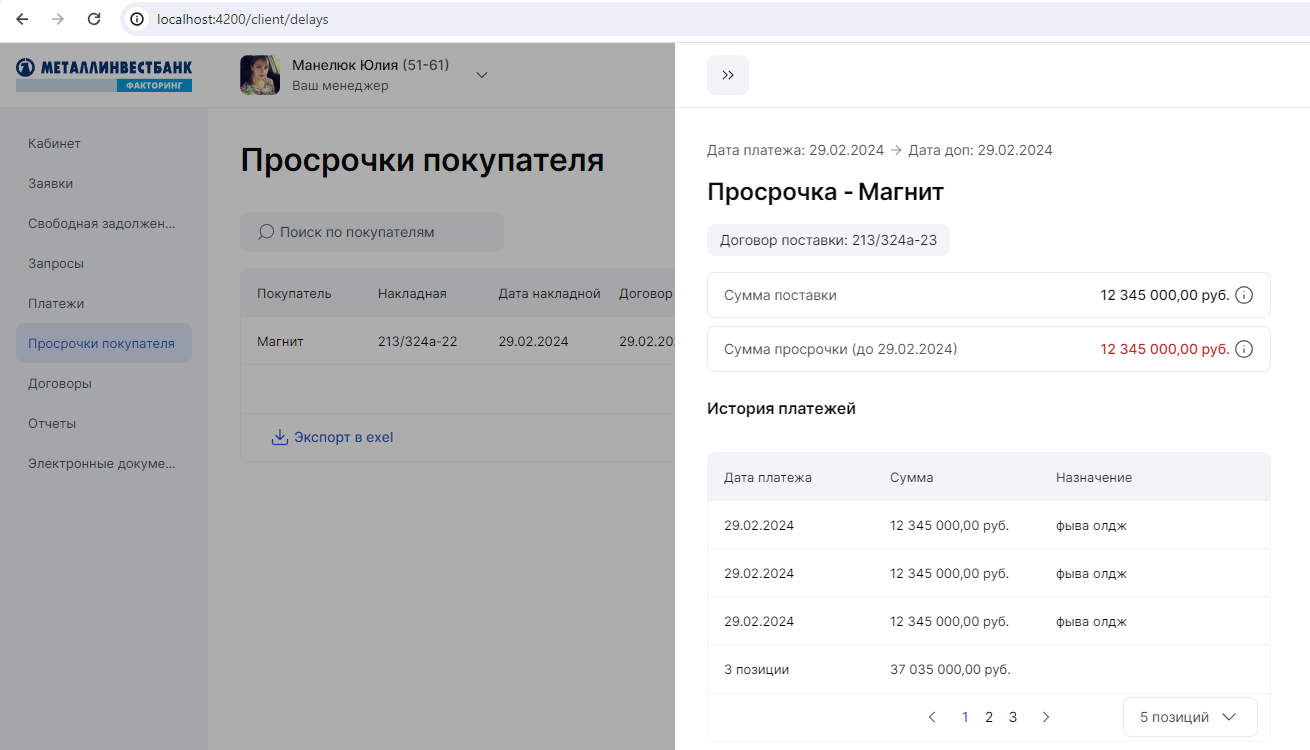 localhost:4200/client/delays
МЕТАЛЛИНВЕСТБАНК
ФАКТОРИНГ
Манелюк Юлия (51-61)
Ваш менеджер
Кабинет
Заявки
Свободная задолжен...
Запросы
Платежи
Просрочки покупателя
Договоры
Отчеты
Электронные докуме...
Просрочки покупателя
Поиск по покупателям
Покупатель Накладная Дата накладной Договор
Магнит 213/324а-22 29.02.2024 29.02.20
Экспорт в exel
Дата платежа: 29.02.2024 → Дата доп: 29.02.2024
Просрочка - Магнит
Договор поставки: 213/324а-23
Сумма поставки 12 345 000,00 руб.
Сумма просрочки (до 29.02.2024) 12 345 000,00 руб.
История платежей
Дата платежа Сумма Назначение
29.02.2024 12 345 000,00 руб. фыва олдж
29.02.2024 12 345 000,00 руб. фыва олдж
29.02.2024 12 345 000,00 руб. фыва олдж
3 позиции 37 035 000,00 руб.
1 2 3 5 позиций